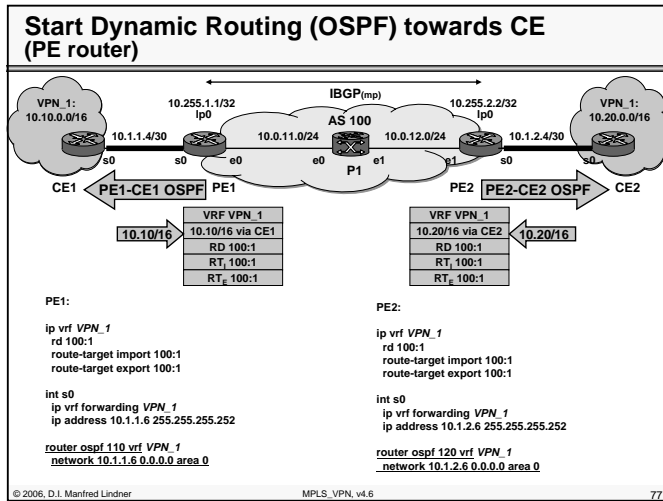 Start Dynamic Routing (OSPF) towards CE
(PE router)
IBGP(mp)
VPN_1:
10.10.0.0/16
10.255.1.1/32
lp0
AS 100
10.255.2.2/32
lp0
VPN_1:
10.20.0.0/16
10.1.1.4/30
10.0.11.0/24
10.0.12.0/24
10.1.2.4/30
s0
s0
e0
e0
e1
e1
s0
s0
CE1
PE1-CE1 OSPF
PE1
P1
PE2
PE2-CE2 OSPF
CE2
10.10/16
VRF VPN_1
10.10/16 via CE1
RD 100:1
RTI 100:1
RTE 100:1
VRF VPN_1
10.20/16 via CE2
RD 100:1
RTI 100:1
RTE 100:1
10.20/16
PE1:
ip vrf VPN_1
rd 100:1
route-target import 100:1
route-target export 100:1
int s0
ip vrf forwarding VPN_1
ip address 10.1.1.6 255.255.255.252
router ospf 110 vrf VPN_1
network 10.1.1.6 0.0.0.0 area 0
PE2:
ip vrf VPN_1
rd 100:1
route-target import 100:1
route-target export 100:1
int s0
ip vrf forwarding VPN_1
ip address 10.1.2.6 255.255.255.252
router ospf 120 vrf VPN_1
network 10.1.2.6 0.0.0.0 area 0
© 2006, D.I. Manfred Lindner
MPLS_VPN, v4.6
77